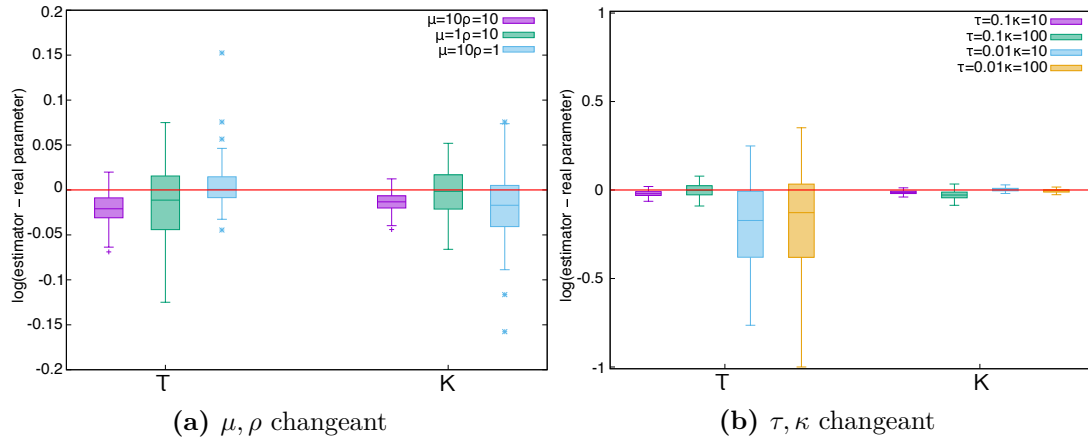 0.2
0.15
0.1
0.05
0
-0.05
-0.1
-0.15
-0.2
log(estimator − real parameter)
μ=10ρ=10
μ=1ρ=10
μ=10ρ=1
τ
κ
(a) μ, ρ changeant
1
0.5
0
-0.5
-1
log(estimator − real parameter)
τ=0.1κ=10
τ=0.1κ=100
τ=0.01κ=10
τ=0.01κ=100
τ
κ
(b) τ, κ changeant